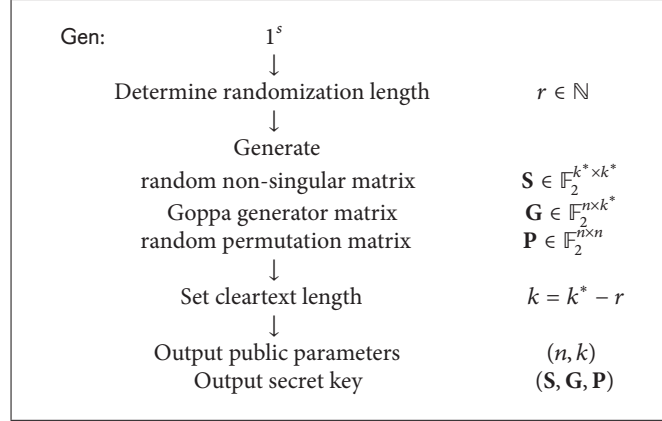 Gen: 1^s
↓
Determine randomization length r ∈ ℕ
↓
Generate
random non-singular matrix S ∈ 𝔽₂^{k*×k*}
Goppa generator matrix G ∈ 𝔽₂^{n×k*}
random permutation matrix P ∈ 𝔽₂^{n×n}
↓
Set cleartext length k = k* − r
↓
Output public parameters (n, k)
Output secret key (S, G, P)